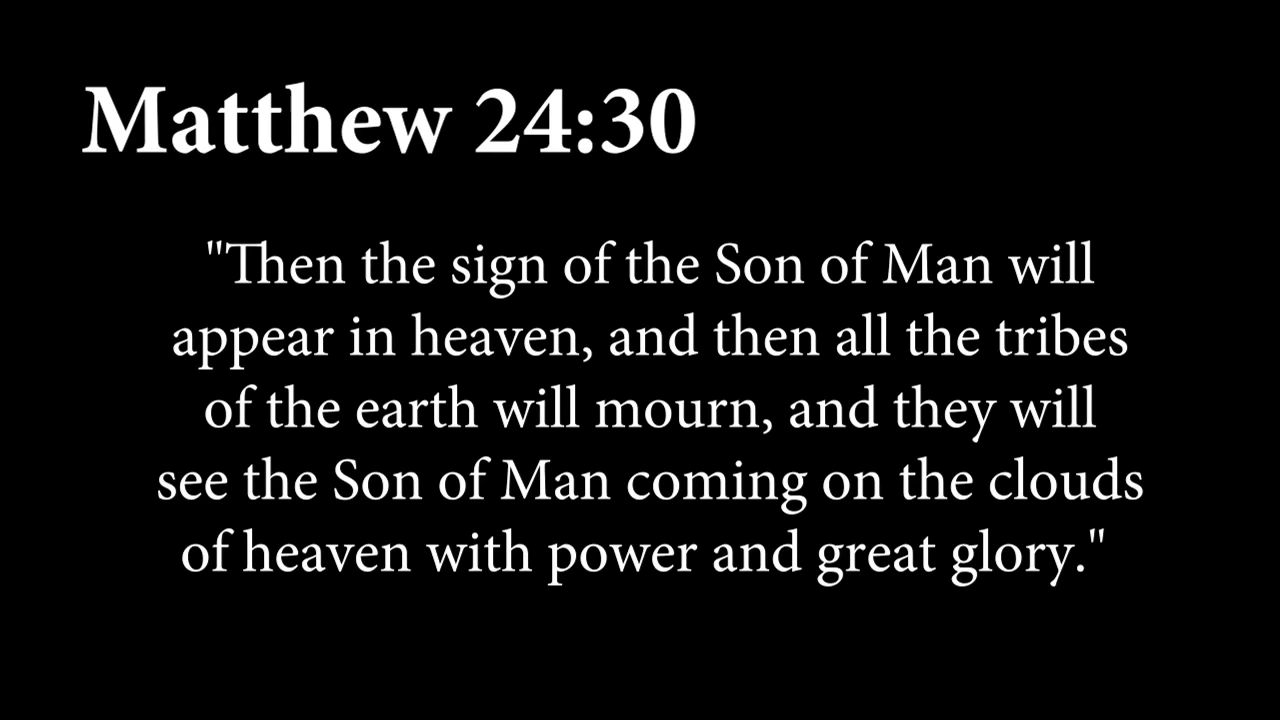 Matthew 24:30
"Then the sign of the Son of Man will
appear in heaven, and then all the tribes
of the earth will mourn, and they will
see the Son of Man coming on the clouds
of heaven with power and great glory."